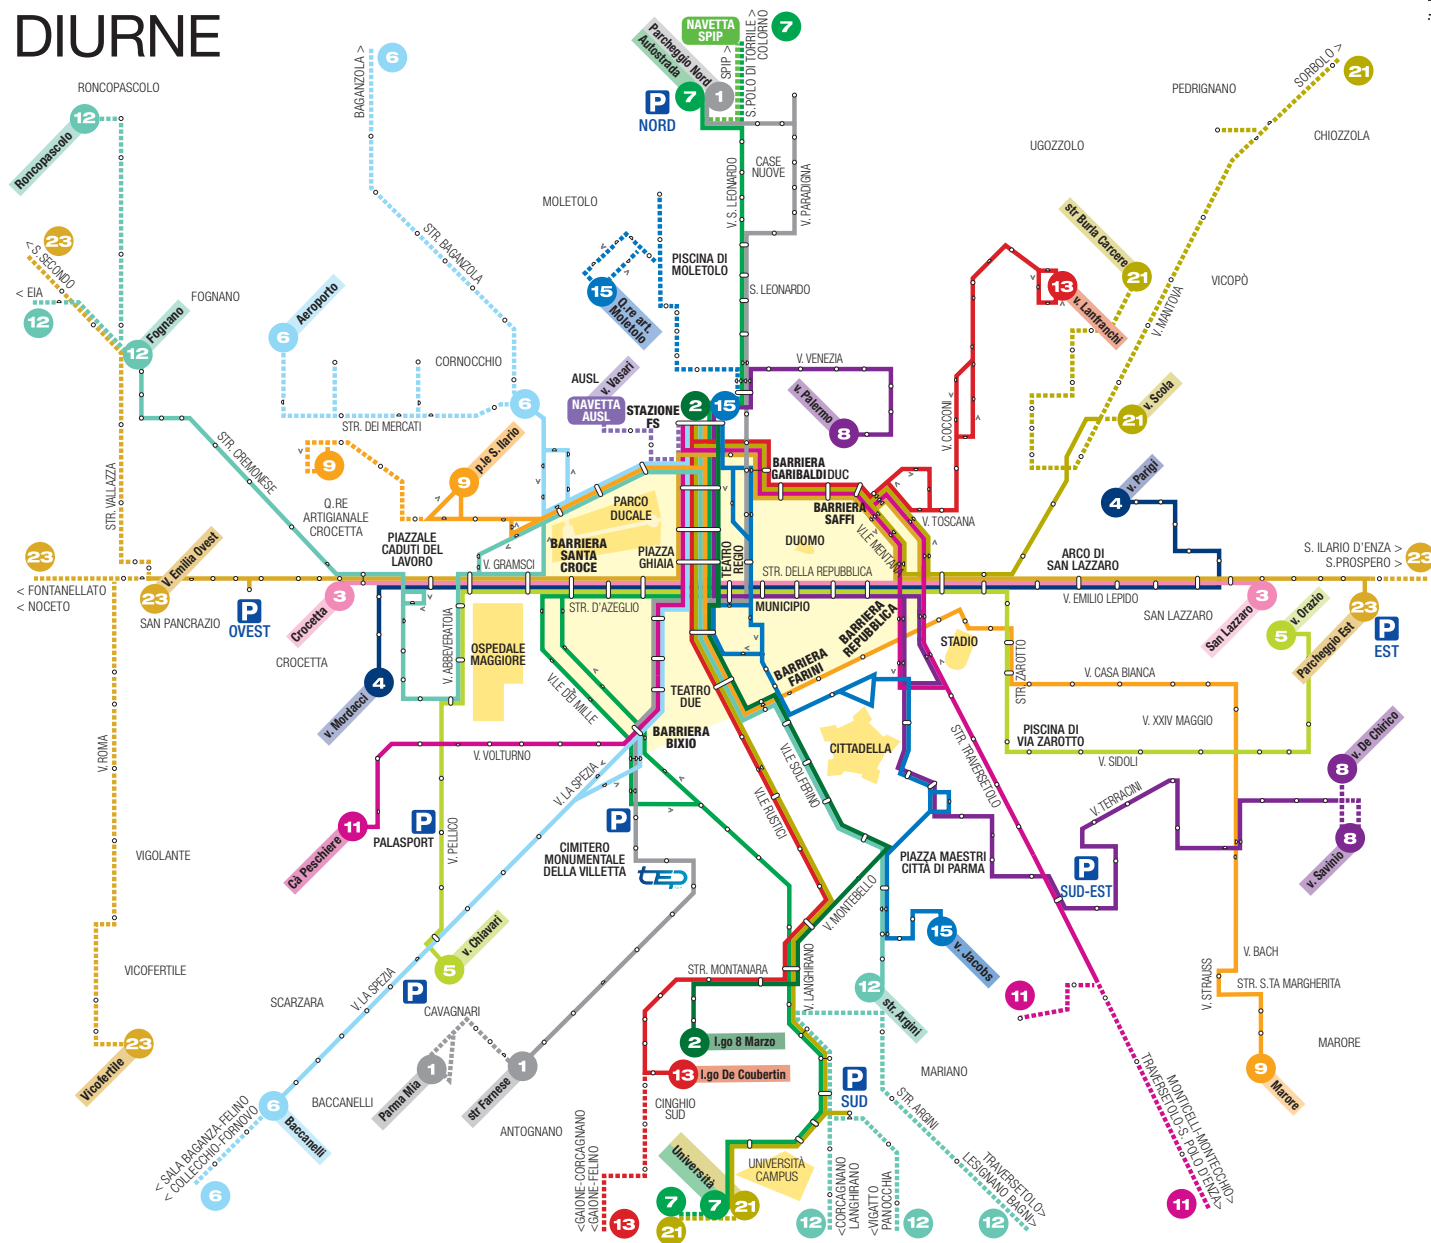 DIURNE
RONCOPASCOLO
12
Roncopascolo
BAGANZOLA >
6
Parcheggio Nord
Autostrada
7
1
NAVETTA
SPIP
SPIP >
S.POLO DI TORRILE >
COLORNO
7
P
NORD
CASE
NUOVE
V. S. LEONARDO
V. PARADIGNA
SORBOLO >
21
PEDRIGNANO
CHIOZZOLA
UGOZZOLO
MOLETOLO
STR. BAGANZOLA
PISCINA DI
MOLETOLO
S. LEONARDO
15
Q.re art.
Moletolo
str Burla Carcere
21
13
v. Lanfranchi
V. MANTOVA
VICOPÒ
23
< S.SECONDO
< EIA
12
FOGNANO
12
Fognano
6
Aeroporto
CORNOCCHIO
6
STR. DEI MERCATI
AUSL
v. Vasari
NAVETTA
AUSL
STAZIONE
FS
2
15
V. VENEZIA
v. Palermo
8
V. COCCONI
21
v. Scola
STR. CREMONESE
STR. VALLAZZA
9
p.le S. Ilario
9
Q.RE
ARTIGIANALE
CROCETTA
BARRIERA
GARIBALDI
DUC
BARRIERA
SAFFI
V. TOSCANA
4
v. Parigi
PARCO
DUCALE
PIAZZALE
CADUTI DEL
LAVORO
BARRIERA
SANTA
CROCE
PIAZZA
GHIAIA
TEATRO
REGIO
DUOMO
V.LE MENTANA
V. GRAMSCI
STR. DELLA REPUBBLICA
ARCO DI
SAN LAZZARO
S. ILARIO D'ENZA >
S.PROSPERO >
23
23
< FONTANELLATO
< NOCETO
v. Emilia Ovest
23
SAN PANCRAZIO
P
OVEST
Crocetta
3
CROCETTA
STR. D'AZEGLIO
MUNICIPIO
V. EMILIO LEPIDO
SAN LAZZARO
San Lazzaro
3
5
v. Orazio
Parcheggio Est
23
P
EST
V. ABBEVERATOIA
OSPEDALE
MAGGIORE
V.LE DEI MILLE
BARRIERA
REPUBBLICA
BARRIERA
FARINI
STADIO
STR. ZAROTTO
V. CASA BIANCA
4
v. Mordacci
TEATRO
DUE
BARRIERA
BIXIO
CITTADELLA
PISCINA DI
VIA ZAROTTO
V. XXIV MAGGIO
V. SIDOLI
V. ROMA
V. VOLTURNO
V. LA SPEZIA
V.LE SOLFERINO
V.LE RUSTICI
STR. TRAVERSETOLO
V. TERRACINI
v. De Chirico
8
8
v. Savinio
11
Cà Peschiere
P
PALASPORT
V. PELLICO
P
CIMITERO
MONUMENTALE
DELLA VILLETTA
tep
VIGOLANTE
PIAZZA MAESTRI
CITTÀ DI PARMA
P
SUD-EST
V. MONTEBELLO
VICOFERTILE
v. Chiavari
5
P
V. LA SPEZIA
SCARZARA
CAVAGNARI
STR. MONTANARA
V. LANGHIRANO
15
v. Jacobs
12
str. Argini
11
V. BACH
V. STRAUSS
STR. S.TA MARGHERITA
MARORE
9
Marore
23
Vicofertile
2
l.go 8 Marzo
13
l.go De Coubertin
P
SUD
CINGHIO
SUD
1
Parma Mia
1
str Farnese
BACCANELLI
ANTOGNANO
6
Baccanelli
< SALA BAGANZA-FELINO
< COLLECCHIO-FORNOVO
6
MARIANO
STR. ARGINI
<GAIONE-CORCAGNANO
<GAIONE-FELINO
13
Università
7
7
21
21
UNIVERSITÀ
CAMPUS
12
<CORCAGNANO
LANGHIRANO
<VIGATTO
PANOCCHIA
12
TRAVERSETOLO>
LESIGNANO BAGNI>
12
MONTICELLI-MONTECCHIO>
TRAVERSETOLO-S. POLO D'ENZA>
11